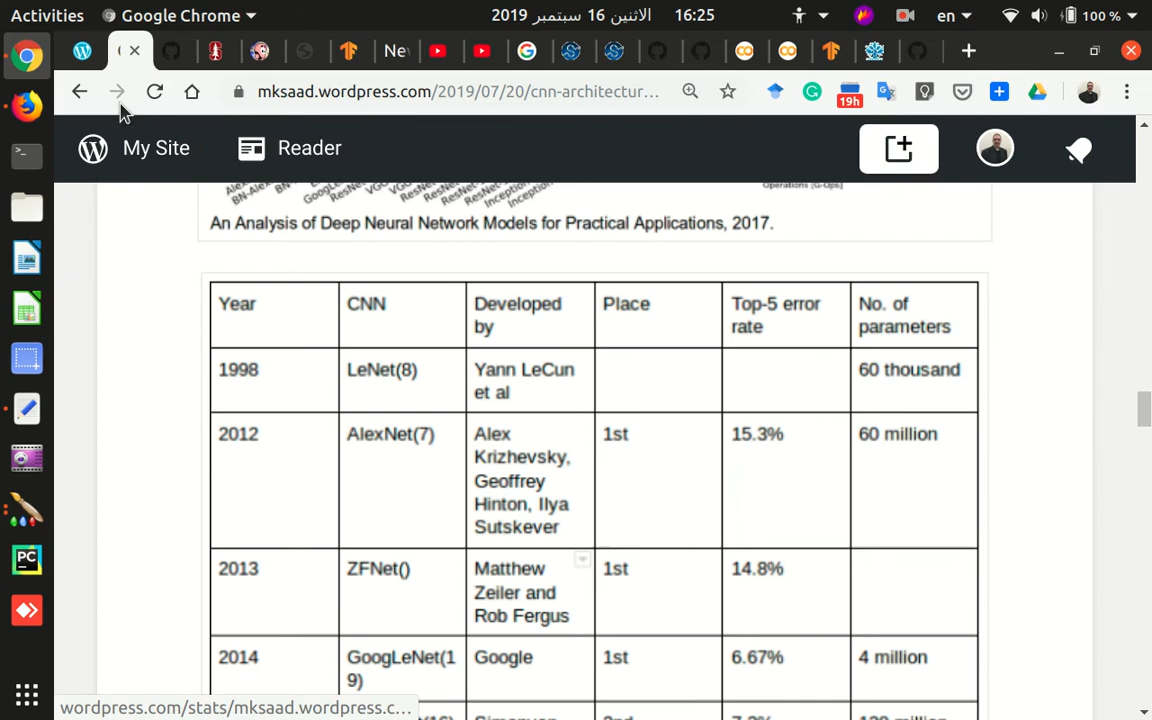 Activities Google Chrome الاثنين 16 سبتمبر 2019 16:25 en 100 %
Ne
mksaad.wordpress.com/2019/07/20/cnn-architectur...
19h
My Site Reader
Operations [G-Ops]
An Analysis of Deep Neural Network Models for Practical Applications, 2017.
Year CNN Developed by Place Top-5 error rate No. of parameters
1998 LeNet(8) Yann LeCun et al 60 thousand
2012 AlexNet(7) Alex Krizhevsky, Geoffrey Hinton, Ilya Sutskever 1st 15.3% 60 million
2013 ZFNet() Matthew Zeiler and Rob Fergus 1st 14.8%
2014 GoogLeNet(19) Google 1st 6.67% 4 million
wordpress.com/stats/mksaad.wordpress.c...